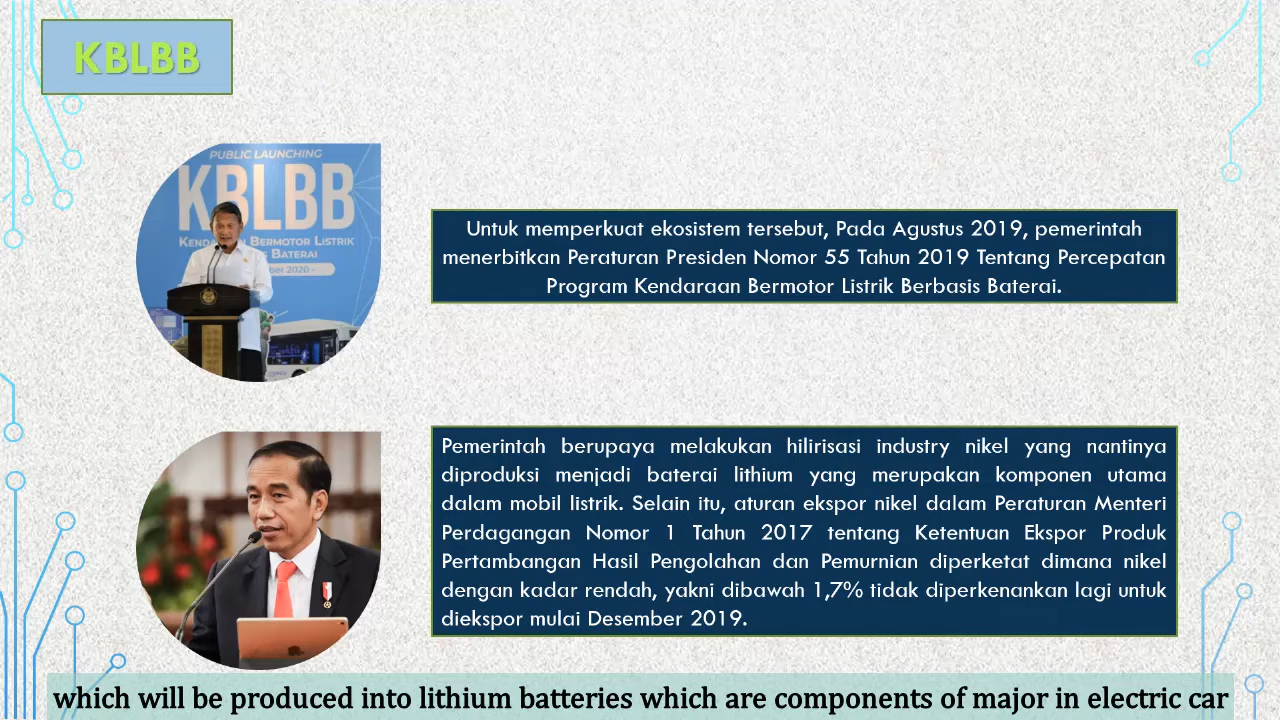 KBLBB
PUBLIC LAUNCHING
KBLBB
BERMOTOR LISTRIK
BATERAI
2020 -
Untuk memperkuat ekosistem tersebut, Pada Agustus 2019, pemerintah
menerbitkan Peraturan Presiden Nomor 55 Tahun 2019 Tentang Percepatan
Program Kendaraan Bermotor Listrik Berbasis Baterai.
Pemerintah berupaya melakukan hilirisasi industry nikel yang nantinya
diproduksi menjadi baterai lithium yang merupakan komponen utama
dalam mobil listrik. Selain itu, aturan ekspor nikel dalam Peraturan Menteri
Perdagangan Nomor 1 Tahun 2017 tentang Ketentuan Ekspor Produk
Pertambangan Hasil Pengolahan dan Pemurnian diperketat dimana nikel
dengan kadar rendah, yakni dibawah 1,7% tidak diperkenankan lagi untuk
diekspor mulai Desember 2019.
which will be produced into lithium batteries which are components of major in electric car